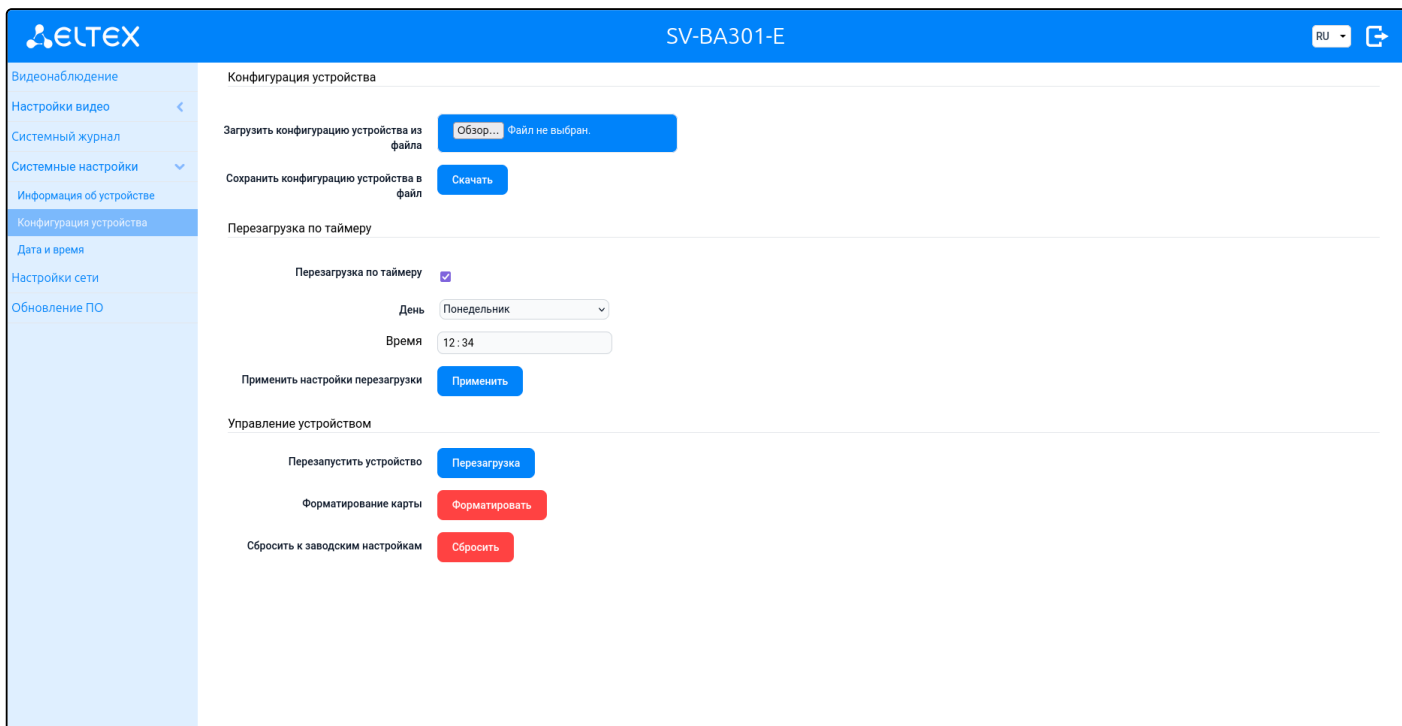 ELTEX
SV-BA301-E
RU
Видеонаблюдение
Настройки видео
Системный журнал
Системные настройки
Информация об устройстве
Конфигурация устройства
Дата и время
Настройки сети
Обновление ПО
Конфигурация устройства
Загрузить конфигурацию устройства из
файла
Обзор... Файл не выбран.
Сохранить конфигурацию устройства в
файл
Скачать
Перезагрузка по таймеру
Перезагрузка по таймеру
День
Понедельник
Время
12 : 34
Применить настройки перезагрузки
Применить
Управление устройством
Перезапустить устройство
Перезагрузка
Форматирование карты
Форматировать
Сбросить к заводским настройкам
Сбросить